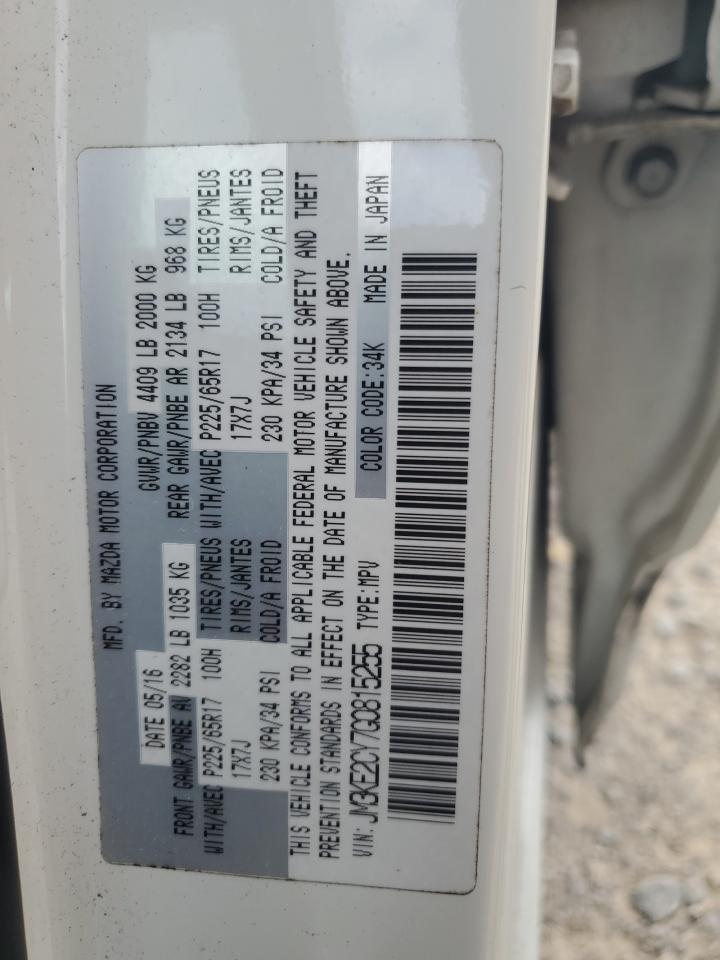 MFD. BY MAZDA MOTOR CORPORATION
DATE 05/16 GVWR/PNBV 4409 LB 2000 KG
FRONT GAWR/PNBE AV 2282 LB 1035 KG REAR GAWR/PNBE AR 2134 LB 968 KG
WITH/AVEC P225/65R17 100H TIRES/PNEUS WITH/AVEC P225/65R17 100H TIRES/PNEUS
17X7J RIMS/JANTES 17X7J RIMS/JANTES
230 KPA/34 PSI COLD/A FROID 230 KPA/34 PSI COLD/A FROID
THIS VEHICLE CONFORMS TO ALL APPLICABLE FEDERAL MOTOR VEHICLE SAFETY AND THEFT
PREVENTION STANDARDS IN EFFECT ON THE DATE OF MANUFACTURE SHOWN ABOVE.
VIN: JM3KE2CY7G0815255 TYPE:MPV COLOR CODE:34K MADE IN JAPAN